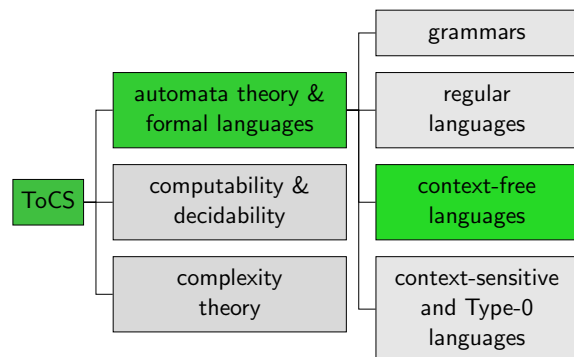 grammars
automata theory &
formal languages
regular
languages
ToCS
computability &
decidability
context-free
languages
complexity
theory
context-sensitive
and Type-0
languages